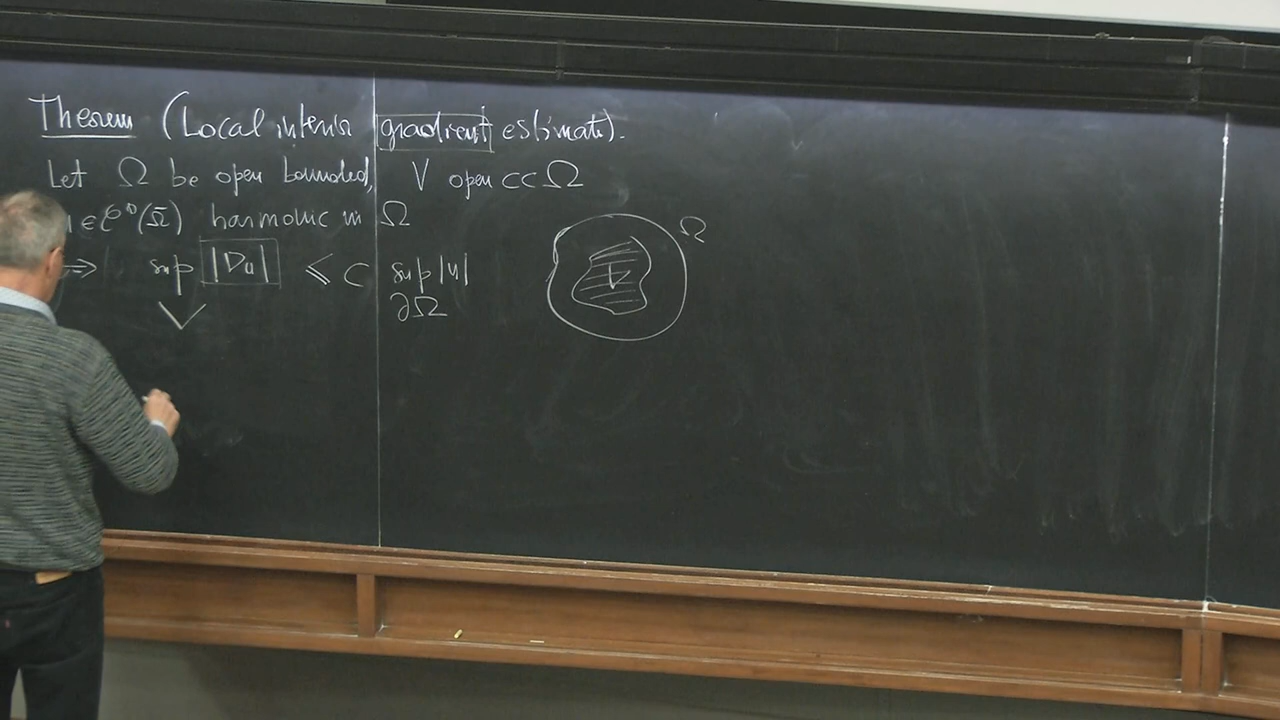 Theorem (Local interior gradient estimate).
Let Ω be open bounded, V open ⊂⊂ Ω
u ∈ C⁰(Ω̄) harmonic in Ω
⇒ sup |Du| ≤ C sup |u|
V ∂Ω
Ω
V